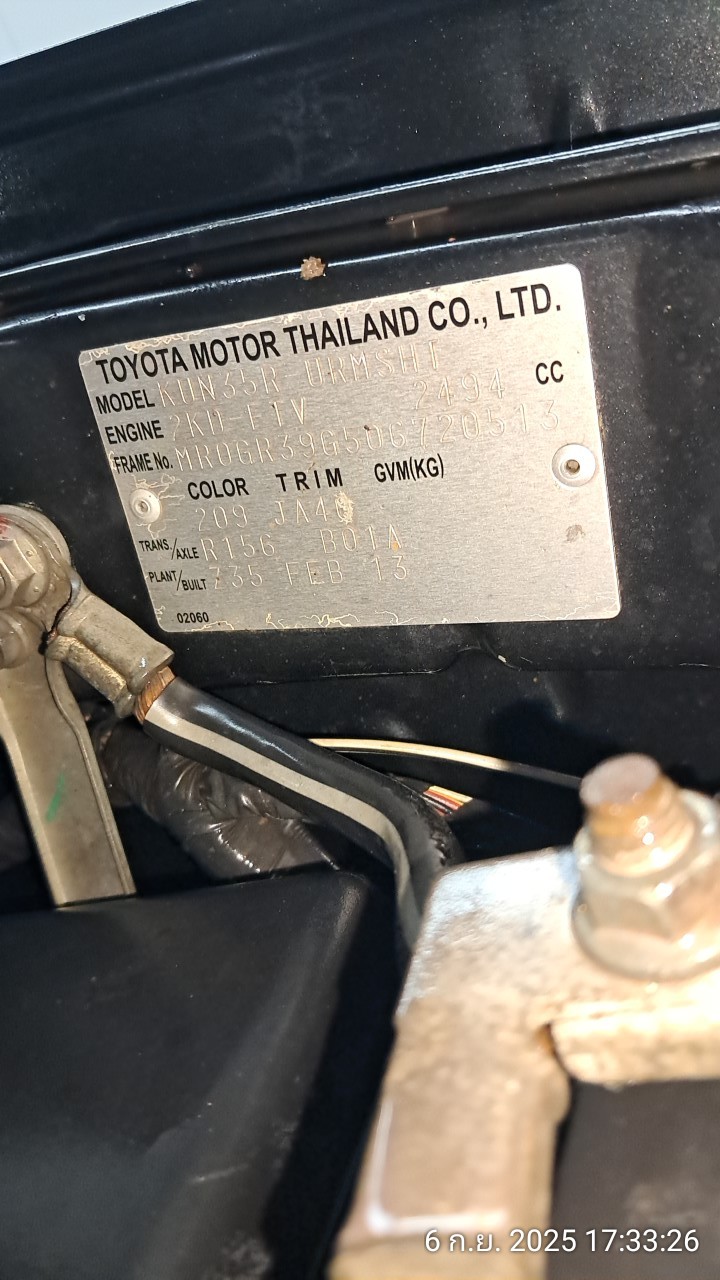 TOYOTA MOTOR THAILAND CO., LTD.
MODEL KUN35R URMSHT
ENGINE 2KD-FTV 2494 CC
FRAME No. MR0GR39G506720513
COLOR TRIM GVM(KG)
209
TRANS./AXLE R156 B01A
PLANT/BUILT Z35 FEB 13
02060
6 ก.ย. 2025 17:33:26